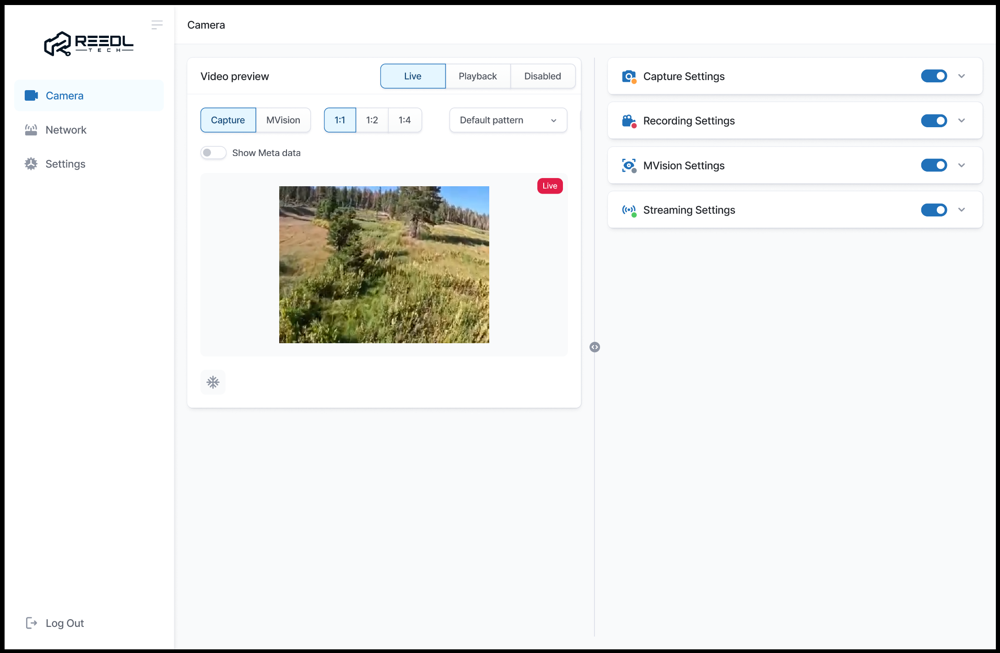 REEDL
TECH
Camera
Network
Settings
Log Out
Camera
Video preview
Live
Playback
Disabled
Capture
MVision
1:1
1:2
1:4
Default pattern
Show Meta data
Live
Capture Settings
Recording Settings
MVision Settings
Streaming Settings